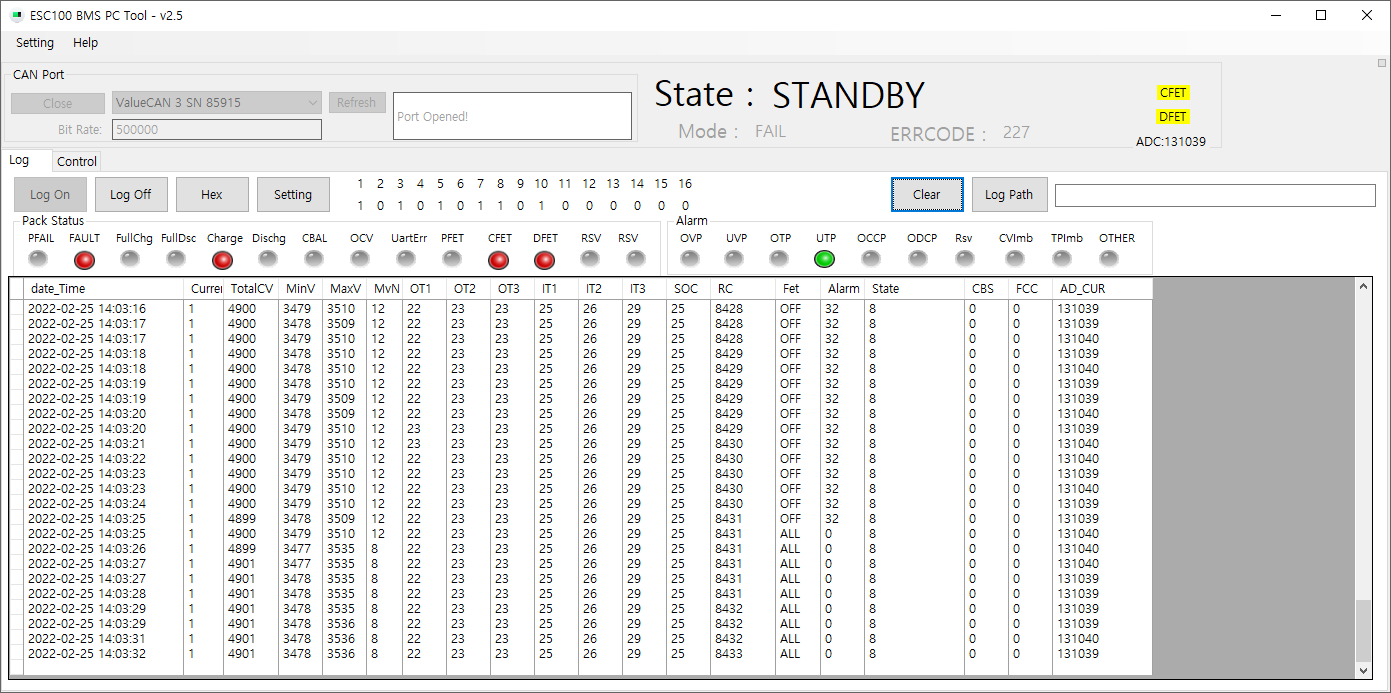 ESC100 BMS PC Tool - v2.5
Setting Help
CAN Port
Close ValueCAN 3 SN 85915 Refresh Port Opened!
Bit Rate: 500000
State : STANDBY
Mode : FAIL ERRCODE : 227
CFET
DFET
ADC:131039
Log Control
Log On Log Off Hex Setting
1 2 3 4 5 6 7 8 9 10 11 12 13 14 15 16
1 0 1 0 1 0 1 1 0 1 0 0 0 0 0 0
Clear Log Path
Pack Status
PFAIL FAULT FullChg FullDsc Charge Dischg CBAL OCV UartErr PFET CFET DFET RSV RSV
Alarm
OVP UVP OTP UTP OCCP ODCP Rsv CVImb TPImb OTHER
date_Time Currer TotalCV MinV MaxV MvN OT1 OT2 OT3 IT1 IT2 IT3 SOC RC Fet Alarm State CBS FCC AD_CUR
2022-02-25 14:03:16 1 4900 3479 3510 12 22 23 23 25 26 29 25 8428 OFF 32 8 0 0 131039
2022-02-25 14:03:17 1 4900 3478 3509 12 22 23 23 25 26 29 25 8428 OFF 32 8 0 0 131039
2022-02-25 14:03:17 1 4900 3479 3510 12 22 23 23 25 26 29 25 8428 OFF 32 8 0 0 131040
2022-02-25 14:03:18 1 4900 3478 3510 12 22 23 23 25 26 29 25 8429 OFF 32 8 0 0 131039
2022-02-25 14:03:18 1 4900 3478 3510 12 22 23 23 25 26 29 25 8429 OFF 32 8 0 0 131040
2022-02-25 14:03:19 1 4900 3479 3510 12 22 23 23 25 26 29 25 8429 OFF 32 8 0 0 131039
2022-02-25 14:03:19 1 4900 3479 3509 12 22 23 23 25 26 29 25 8429 OFF 32 8 0 0 131039
2022-02-25 14:03:20 1 4900 3478 3509 12 22 23 23 25 26 29 25 8429 OFF 32 8 0 0 131040
2022-02-25 14:03:20 1 4900 3479 3510 12 23 23 23 25 26 29 25 8429 OFF 32 8 0 0 131039
2022-02-25 14:03:21 1 4900 3479 3510 12 22 23 23 25 26 29 25 8430 OFF 32 8 0 0 131040
2022-02-25 14:03:22 1 4900 3479 3510 12 22 23 23 25 26 29 25 8430 OFF 32 8 0 0 131040
2022-02-25 14:03:23 1 4900 3479 3510 12 22 23 23 25 26 29 25 8430 OFF 32 8 0 0 131040
2022-02-25 14:03:23 1 4900 3479 3510 12 22 23 23 25 26 29 25 8430 OFF 32 8 0 0 131040
2022-02-25 14:03:24 1 4900 3479 3510 12 22 23 23 25 26 29 25 8430 OFF 32 8 0 0 131039
2022-02-25 14:03:25 1 4899 3478 3509 12 22 23 23 25 26 29 25 8431 OFF 32 8 0 0 131039
2022-02-25 14:03:25 1 4900 3479 3510 12 22 23 23 25 26 29 25 8431 ALL 0 8 0 0 131040
2022-02-25 14:03:26 1 4899 3477 3535 8 22 23 23 25 26 29 25 8431 ALL 0 8 0 0 131039
2022-02-25 14:03:27 1 4901 3477 3535 8 22 23 23 25 26 29 25 8431 ALL 0 8 0 0 131040
2022-02-25 14:03:27 1 4901 3478 3535 8 22 23 23 25 26 29 25 8431 ALL 0 8 0 0 131039
2022-02-25 14:03:28 1 4901 3478 3535 8 22 23 23 25 26 29 25 8431 ALL 0 8 0 0 131039
2022-02-25 14:03:29 1 4901 3478 3535 8 22 23 23 25 26 29 25 8432 ALL 0 8 0 0 131039
2022-02-25 14:03:29 1 4901 3478 3536 8 22 23 23 25 26 29 25 8432 ALL 0 8 0 0 131039
2022-02-25 14:03:31 1 4901 3478 3536 8 22 23 23 25 26 29 25 8432 ALL 0 8 0 0 131040
2022-02-25 14:03:32 1 4901 3478 3536 8 22 23 23 25 26 29 25 8433 ALL 0 8 0 0 131039